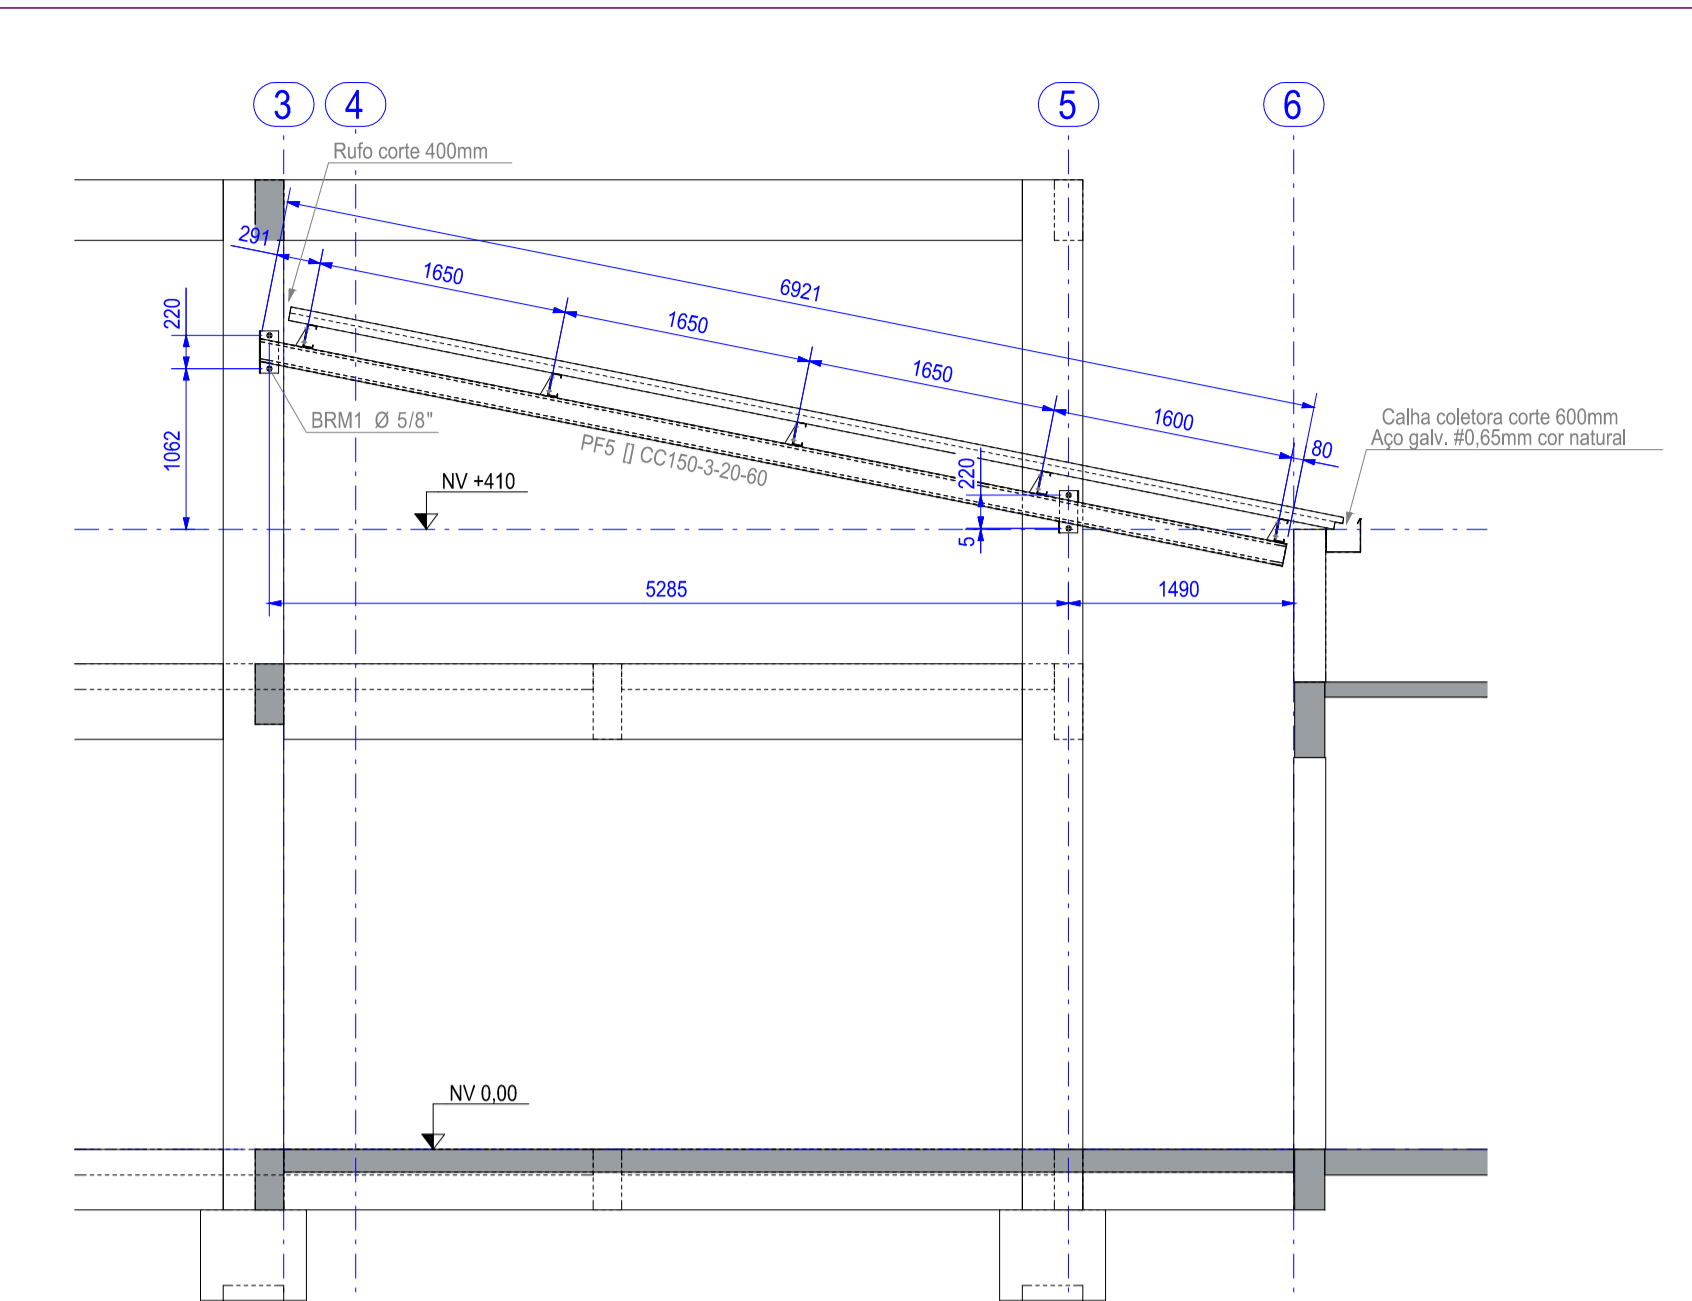 3
4
5
6
Rufo corte 400mm
291
1650
6921
220
1650
1650
1600
Calha coletora corte 600mm
Aço galv. #0,65mm cor natural
80
BRM1 Ø 5/8"
1062
PF5 [] CC150-3-20-60
220
NV +410
5
5285
1490
NV 0,00